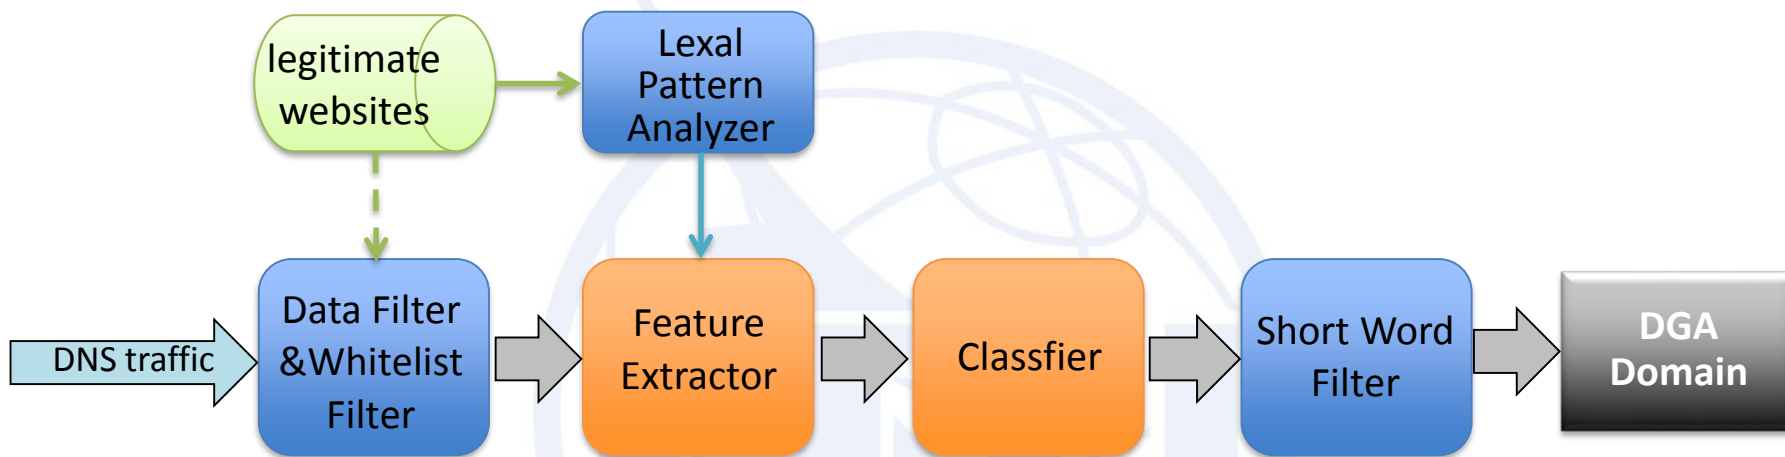 legitimate
websites
Lexal
Pattern
Analyzer
DNS traffic
Data Filter
&Whitelist
Filter
Feature
Extractor
Classfier
Short Word
Filter
DGA
Domain